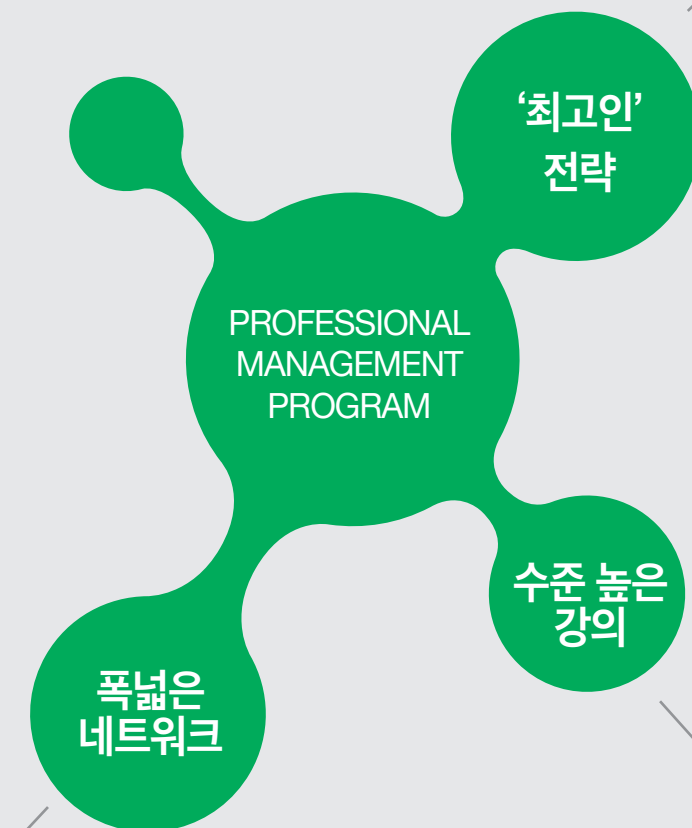 ‘최고인’
전략
PROFESSIONAL
MANAGEMENT
PROGRAM
수준 높은
강의
폭넓은
네트워크